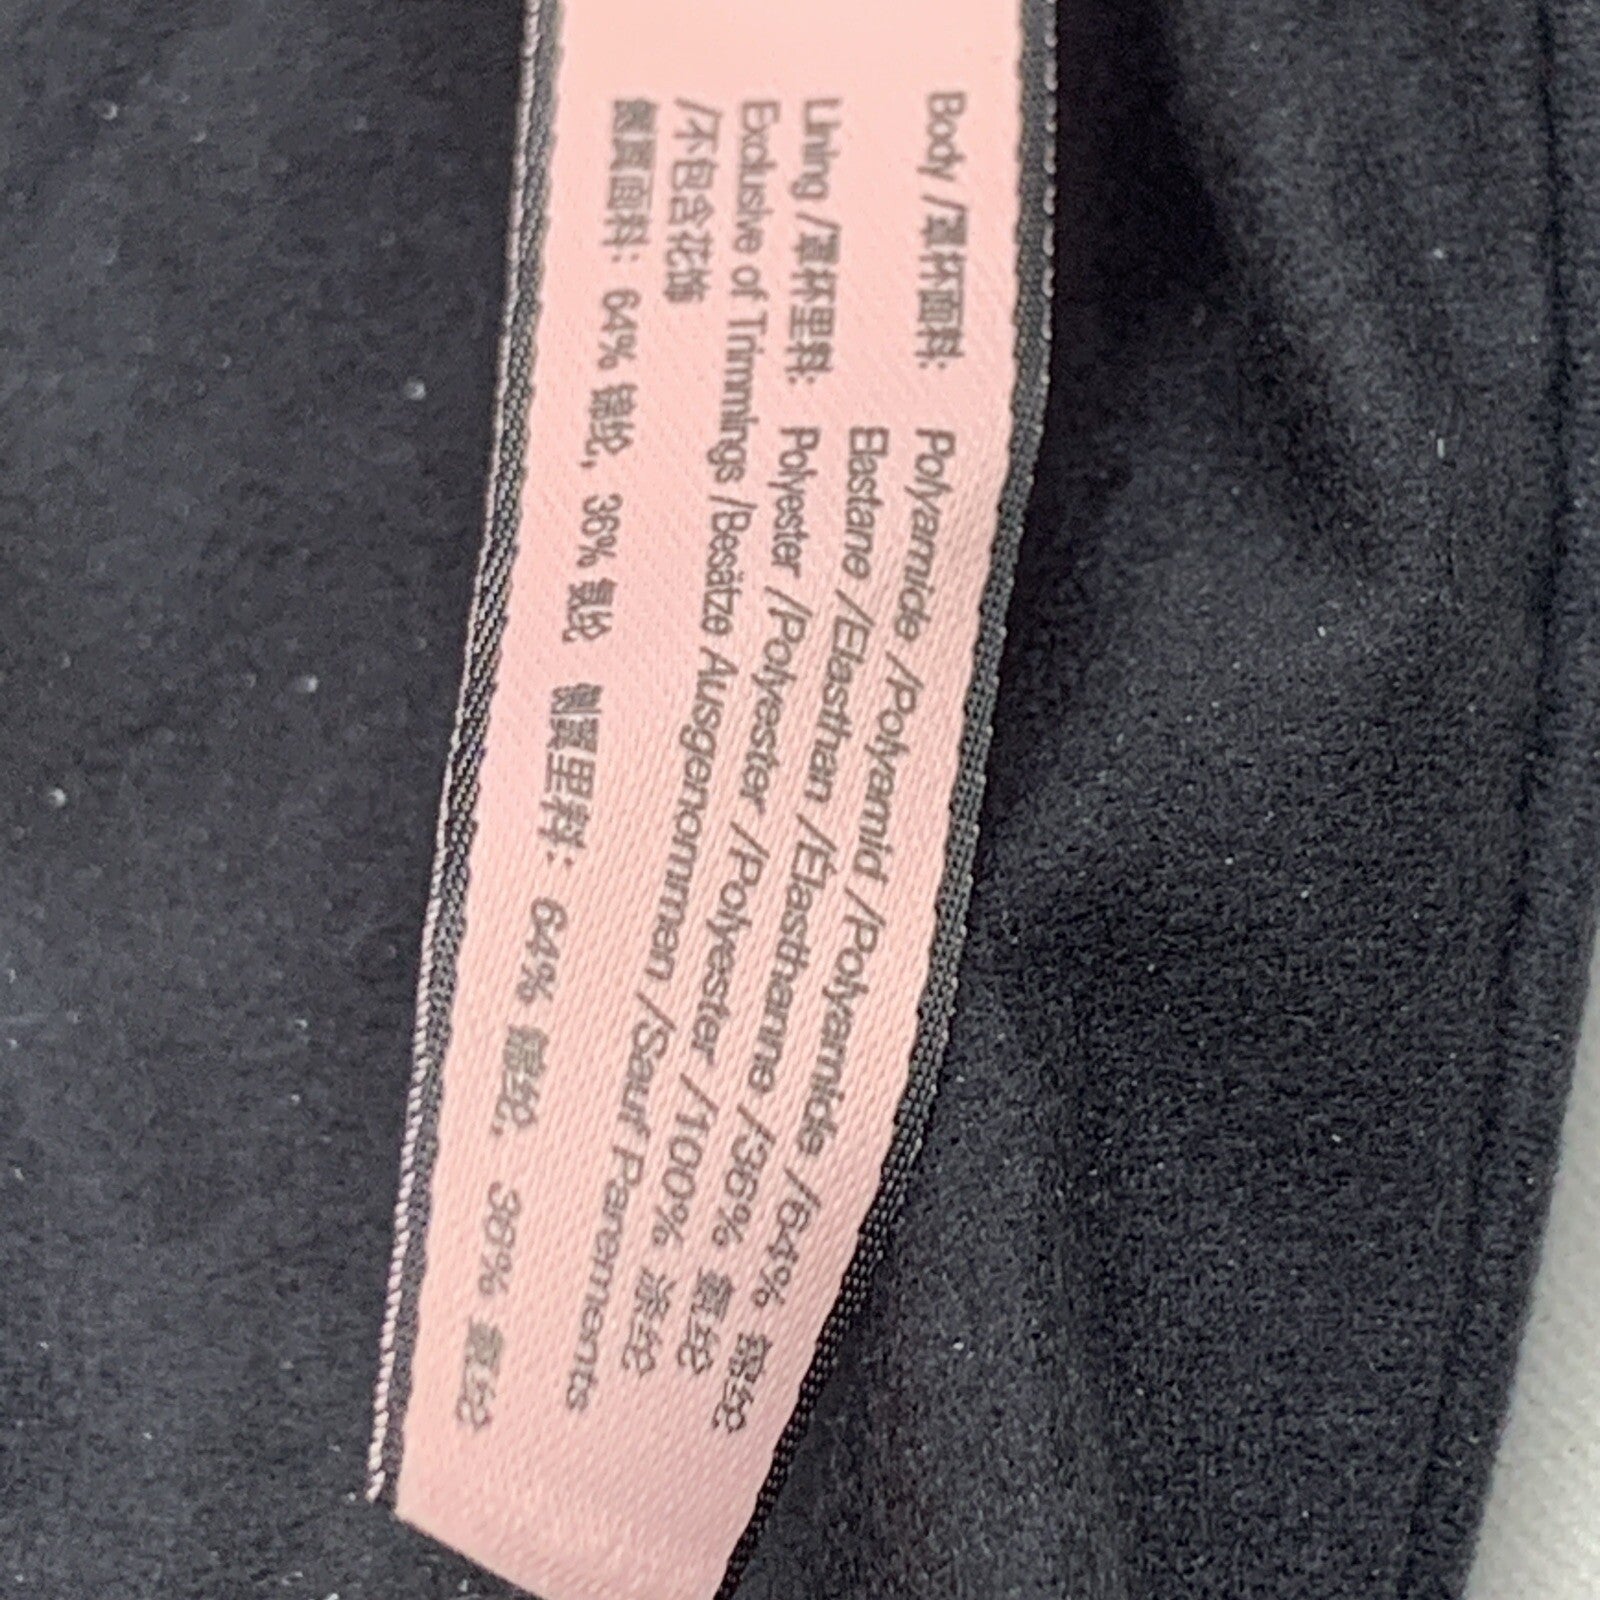 Body /罩杯面料: Polyamide /Polyamid /Polyamide /64% 锦纶
Elastane /Elasthan /Élasthanne /36% 氨纶
Lining /罩杯里料: Polyester /Polyester /Polyester /100% 涤纶
Exclusive of Trimmings /Besätze Ausgenommen /Sauf Parements
/不包含花饰
侧翼面料: 64% 锦纶, 36% 氨纶 侧翼里料: 64% 锦纶, 36% 氨纶